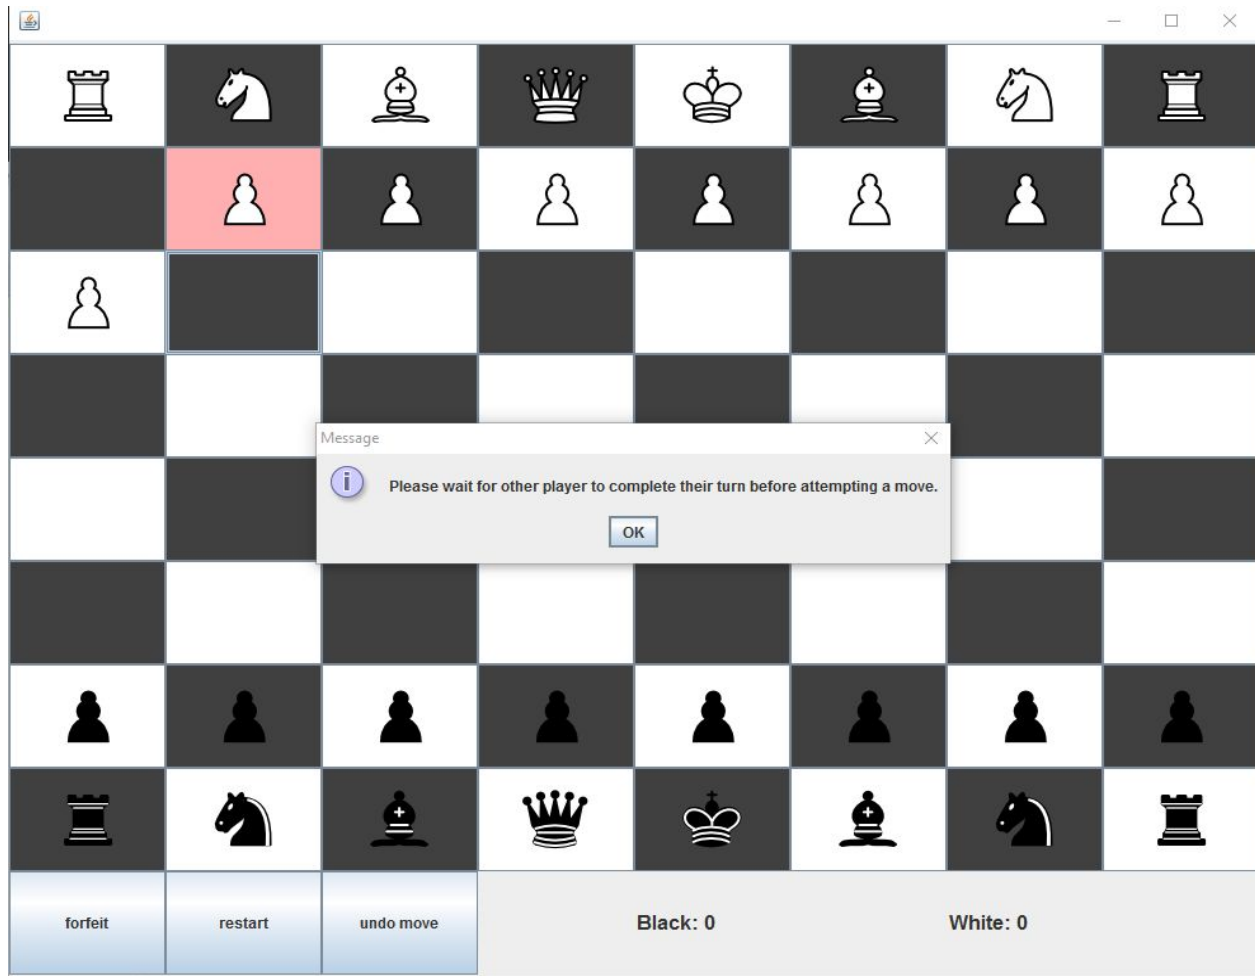 Message
Please wait for other player to complete their turn before attempting a move.
OK
forfeit
restart
undo move
Black: 0
White: 0